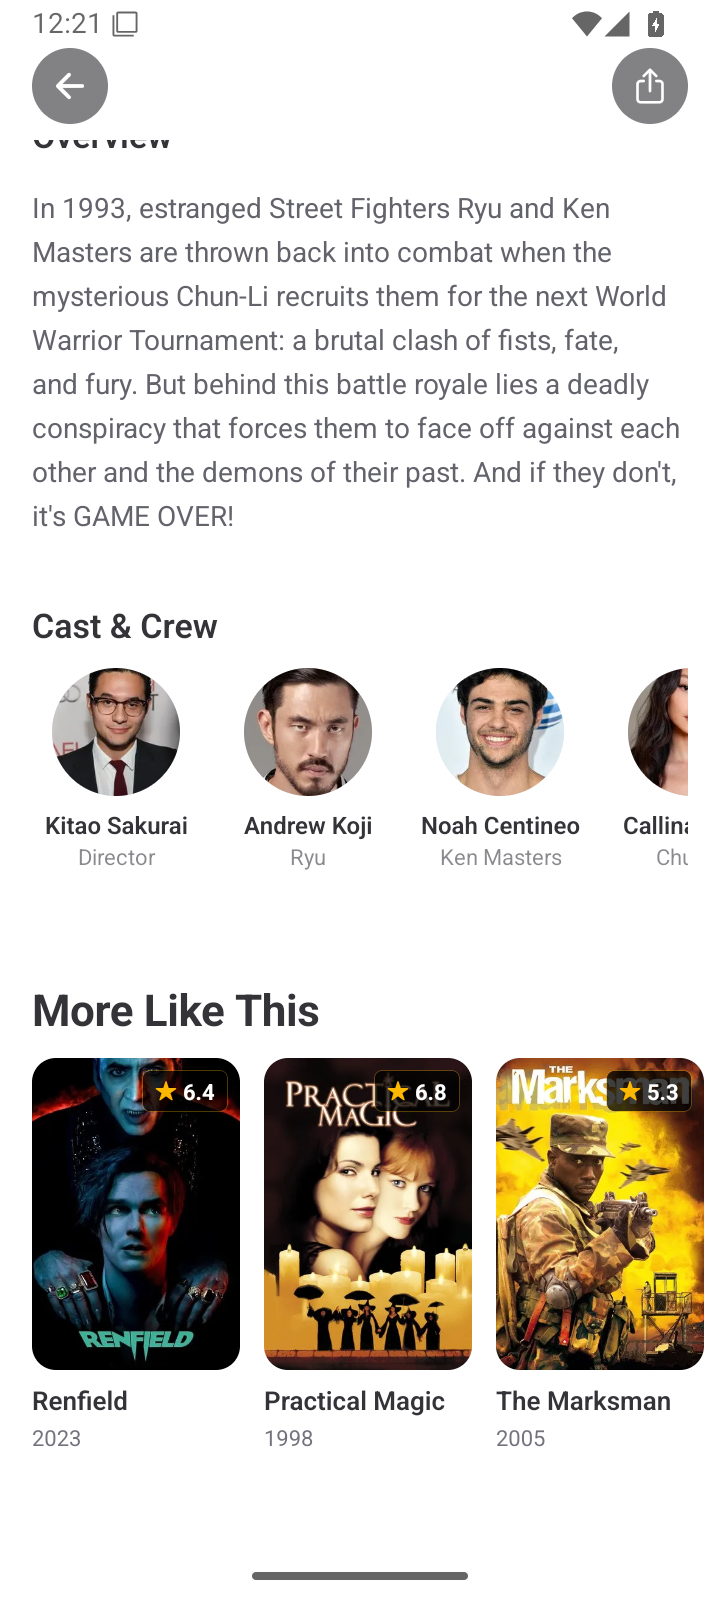 12:21
Overview
In 1993, estranged Street Fighters Ryu and Ken
Masters are thrown back into combat when the
mysterious Chun-Li recruits them for the next World
Warrior Tournament: a brutal clash of fists, fate,
and fury. But behind this battle royale lies a deadly
conspiracy that forces them to face off against each
other and the demons of their past. And if they don't,
it's GAME OVER!
Cast & Crew
Kitao Sakurai
Director
Andrew Koji
Ryu
Noah Centineo
Ken Masters
Callina
Chu
More Like This
6.4
RENFIELD
Renfield
2023
6.8
PRACTICAL
MAGIC
Practical Magic
1998
5.3
THE
Marksman
The Marksman
2005